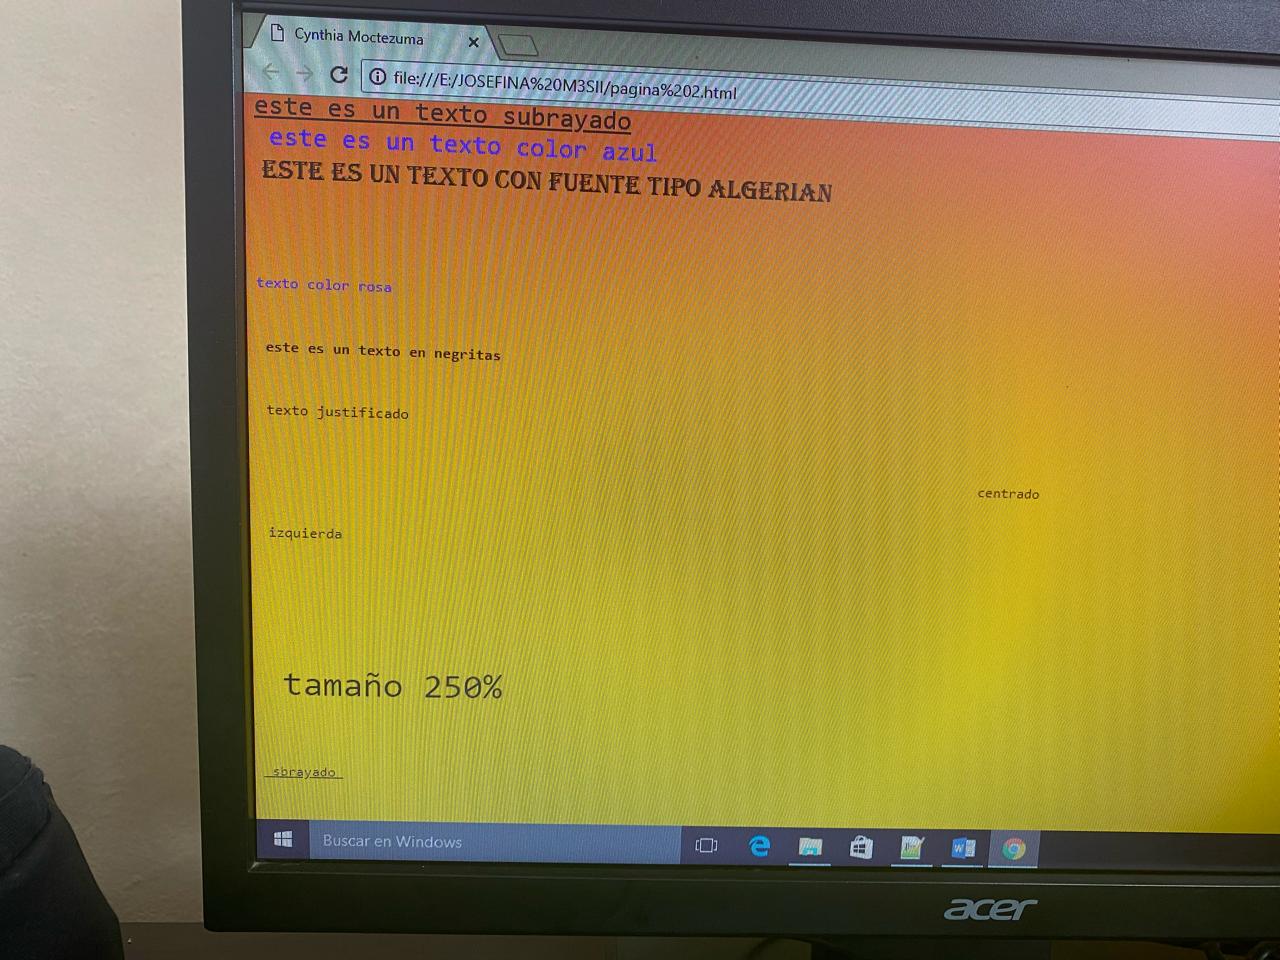 Cynthia Moctezuma
file:///E:/JOSEFINA%20M3SII/pagina%202.html
este es un texto subrayado
este es un texto color azul
ESTE ES UN TEXTO CON FUENTE TIPO ALGERIAN
texto color rosa
este es un texto en negritas
texto justificado
centrado
izquierda
tamaño 250%
sbrayado
Buscar en Windows
acer